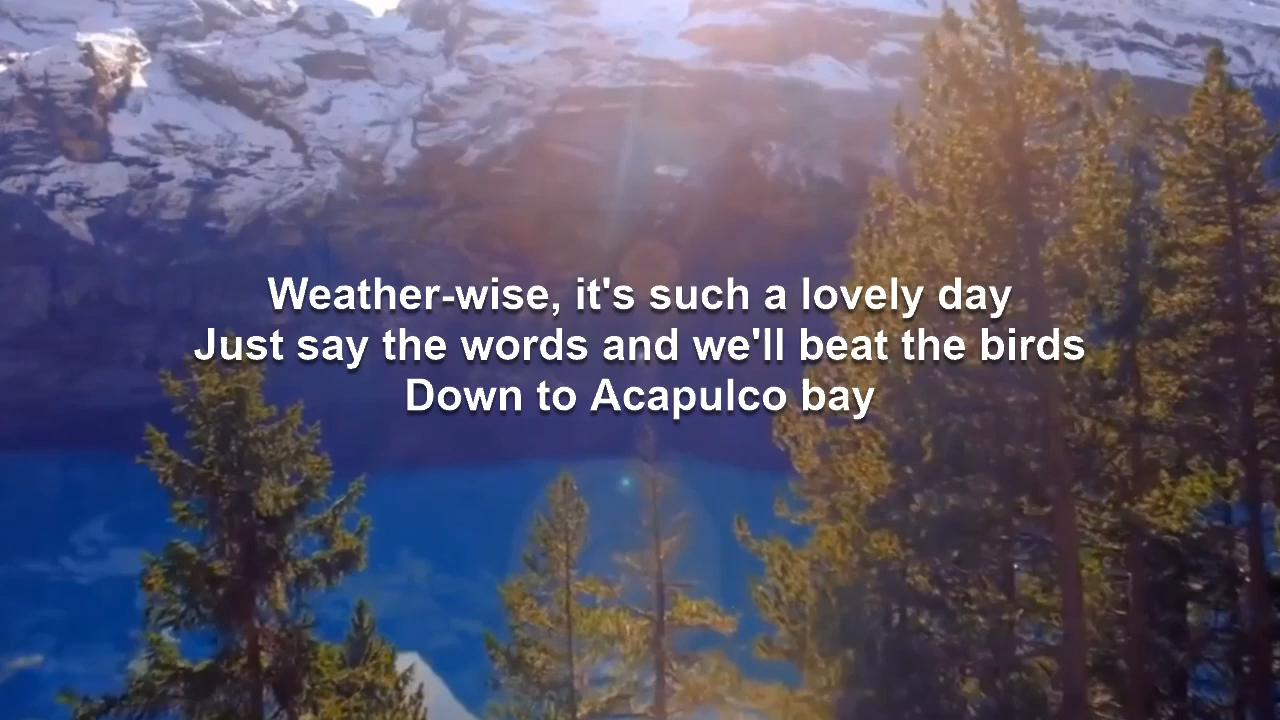 Weather-wise, it's such a lovely day
Just say the words and we'll beat the birds
Down to Acapulco bay